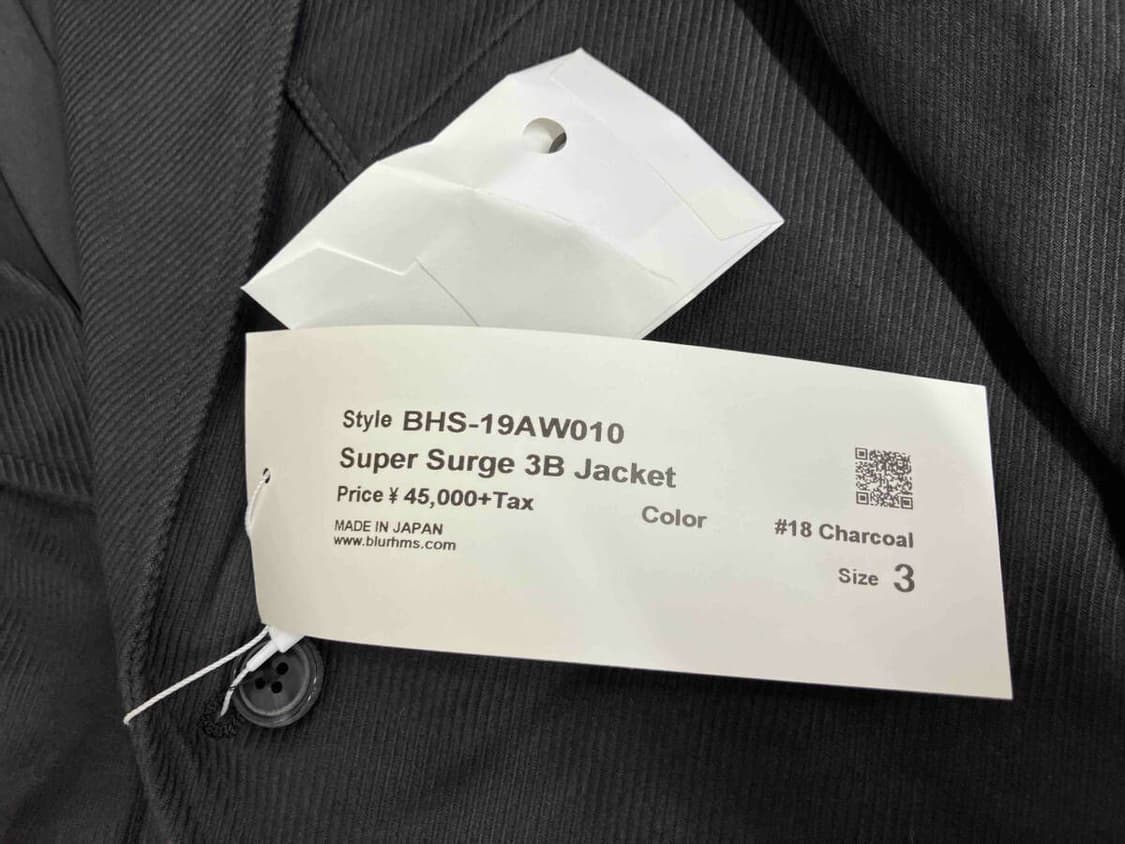 Style BHS-19AW010
Super Surge 3B Jacket
Price ¥ 45,000+Tax
MADE IN JAPAN
www.blurhms.com
Color #18 Charcoal
Size 3